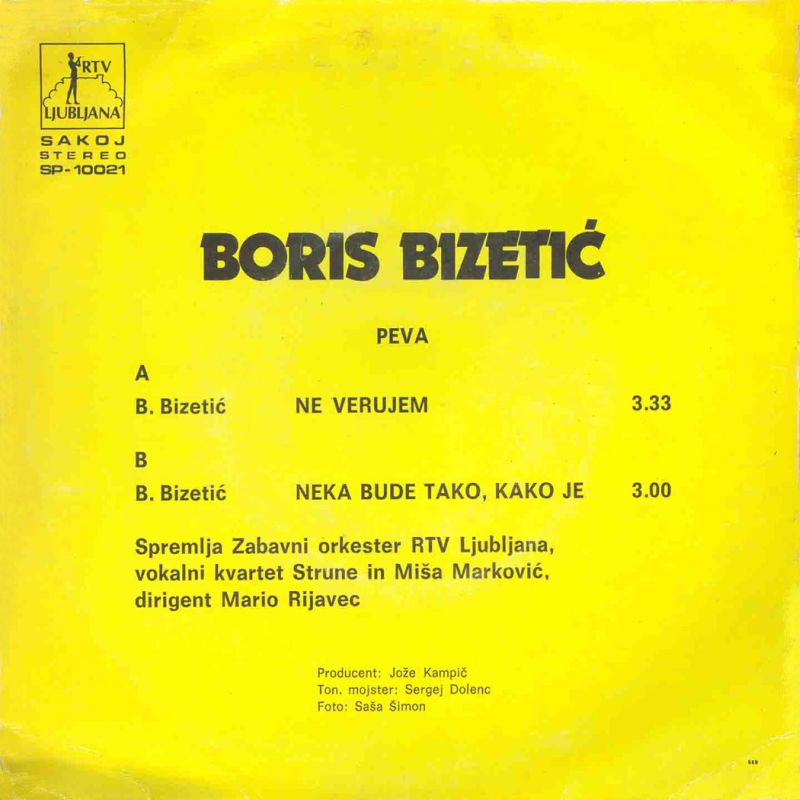 RTV
LJUBLJANA
SAKOJ
STEREO
SP-10021
BORIS BIZETIĆ
PEVA
A
B. Bizetić NE VERUJEM 3.33
B
B. Bizetić NEKA BUDE TAKO, KAKO JE 3.00
Spremlja Zabavni orkester RTV Ljubljana,
vokalni kvartet Strune in Miša Marković,
dirigent Mario Rijavec
Producent: Jože Kampič
Ton. mojster: Sergej Dolenc
Foto: Saša Šimon